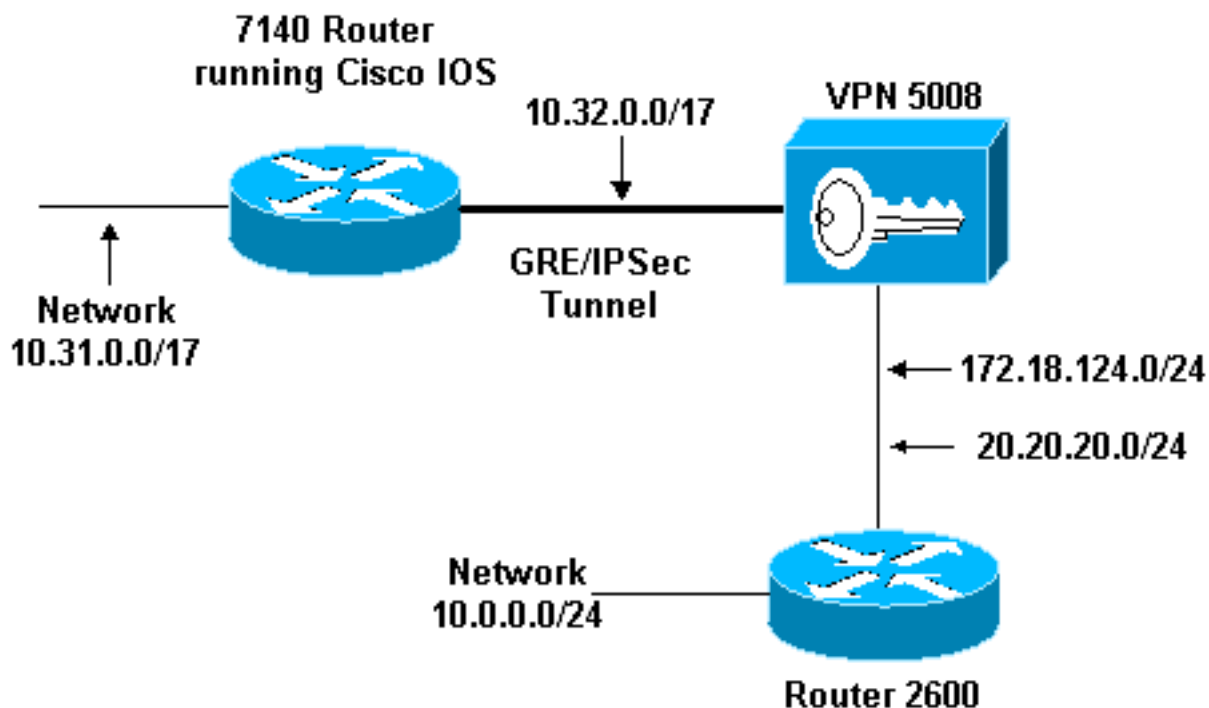 7140 Router
running Cisco IOS
10.32.0.0/17
VPN 5008
GRE/IPSec
Tunnel
Network
10.31.0.0/17
172.18.124.0/24
20.20.20.0/24
Network
10.0.0.0/24
Router 2600